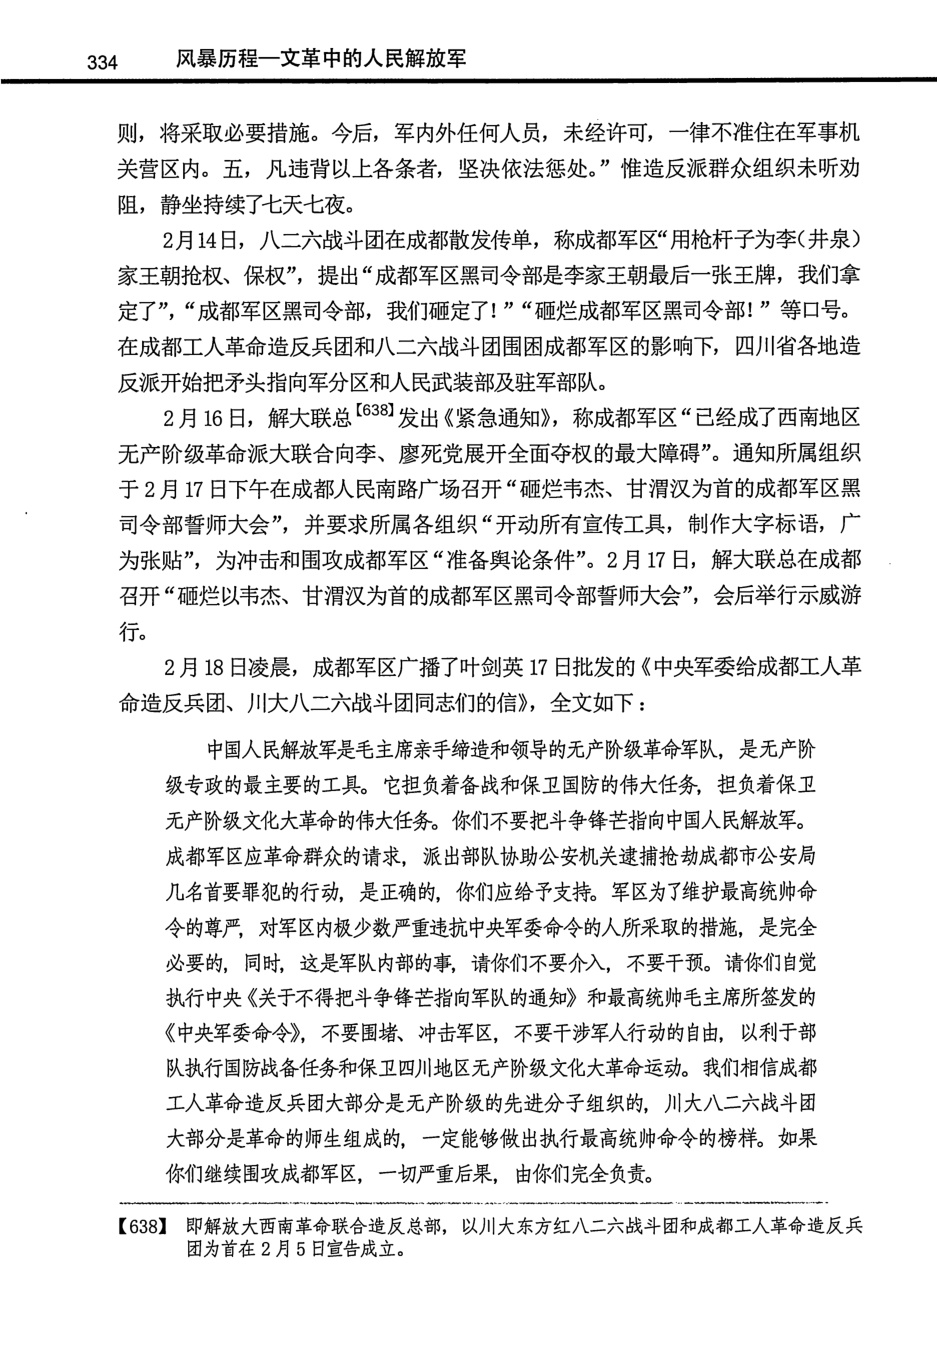 334 风暴历程—文革中的人民解放军
则，将采取必要措施。今后，军内外任何人员，未经许可，一律不准住在军事机
关营区内。五，凡违背以上各条者，坚决依法惩处。”惟造反派群众组织未听劝
阻，静坐持续了七天七夜。
2月14日，八二六战斗团在成都散发传单，称成都军区“用枪杆子为李（井泉）
家王朝抢权、保权”，提出“成都军区黑司令部是李家王朝最后一张王牌，我们拿
定了”，“成都军区黑司令部，我们砸定了！”“砸烂成都军区黑司令部！”等口号。
在成都工人革命造反兵团和八二六战斗团围困成都军区的影响下，四川省各地造
反派开始把矛头指向军分区和人民武装部及驻军部队。
2月16日，解大联总【638】发出《紧急通知》，称成都军区“已经成了西南地区
无产阶级革命派大联合向李、廖死党展开全面夺权的最大障碍”。通知所属组织
于2月17日下午在成都人民南路广场召开“砸烂韦杰、甘渭汉为首的成都军区黑
司令部誓师大会”，并要求所属各组织“开动所有宣传工具，制作大字标语，广
为张贴”，为冲击和围攻成都军区“准备舆论条件”。2月17日，解大联总在成都
召开“砸烂以韦杰、甘渭汉为首的成都军区黑司令部誓师大会”，会后举行示威游
行。
2月18日凌晨，成都军区广播了叶剑英17日批发的《中央军委给成都工人革
命造反兵团、川大八二六战斗团同志们的信》，全文如下：
中国人民解放军是毛主席亲手缔造和领导的无产阶级革命军队，是无产阶
级专政的最主要的工具。它担负着备战和保卫国防的伟大任务，担负着保卫
无产阶级文化大革命的伟大任务。你们不要把斗争锋芒指向中国人民解放军。
成都军区应革命群众的请求，派出部队协助公安机关逮捕抢劫成都市公安局
几名首要罪犯的行动，是正确的，你们应给予支持。军区为了维护最高统帅命
令的尊严，对军区内极少数严重违抗中央军委命令的人所采取的措施，是完全
必要的，同时，这是军队内部的事，请你们不要介入，不要干预。请你们自觉
执行中央《关于不得把斗争锋芒指向军队的通知》和最高统帅毛主席所签发的
《中央军委命令》，不要围堵、冲击军区，不要干涉军人行动的自由，以利于部
队执行国防战备任务和保卫四川地区无产阶级文化大革命运动。我们相信成都
工人革命造反兵团大部分是无产阶级的先进分子组织的，川大八二六战斗团
大部分是革命的师生组成的，一定能够做出执行最高统帅命令的榜样。如果
你们继续围攻成都军区，一切严重后果，由你们完全负责。
【638】 即解放大西南革命联合造反总部，以川大东方红八二六战斗团和成都工人革命造反兵
团为首在2月5日宣告成立。